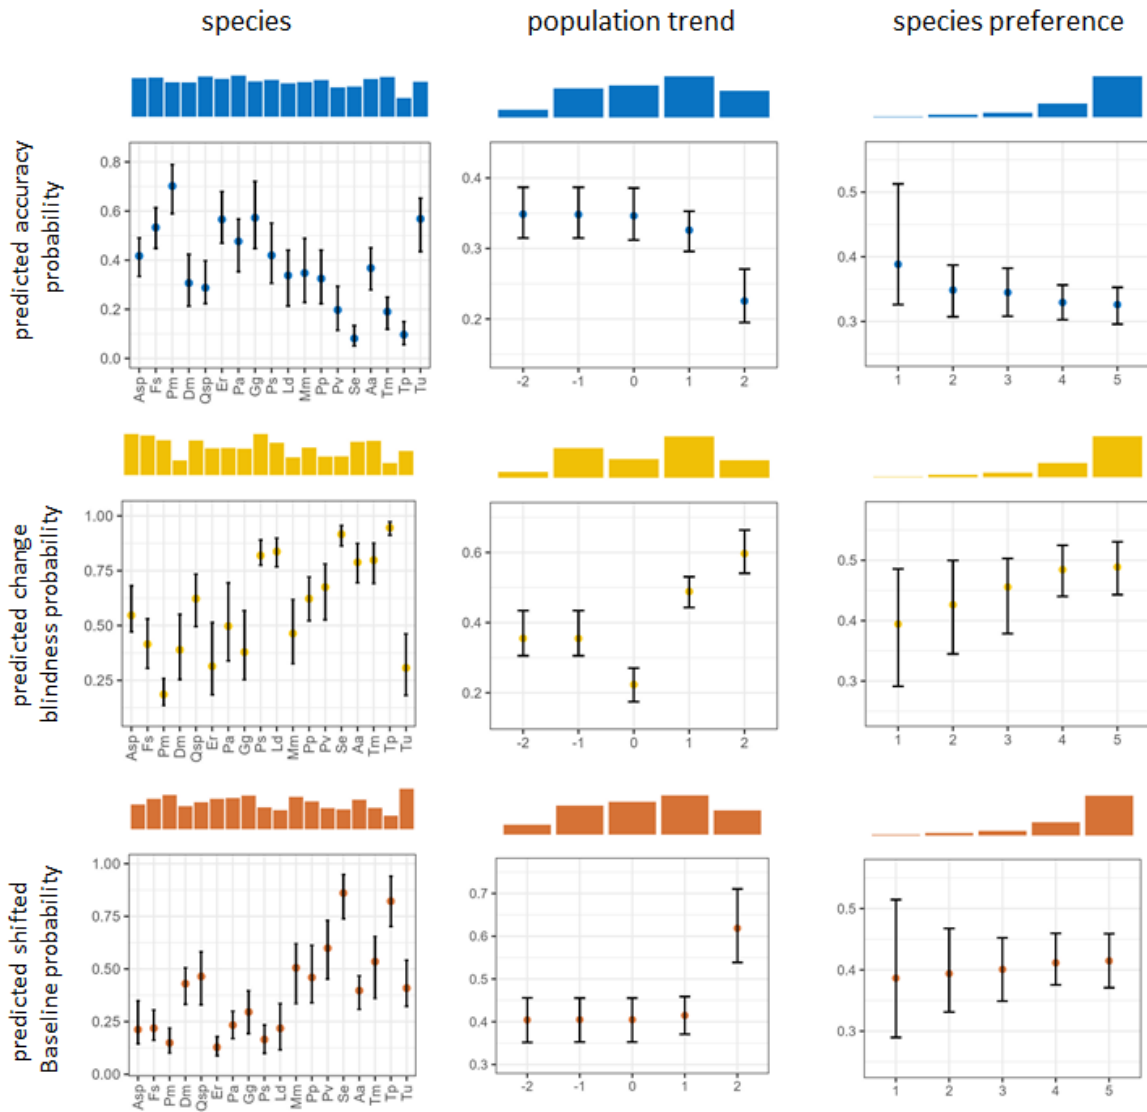 species
population trend
species preference
predicted accuracy
probability
0.8
0.6
0.4
0.2
0.0
Asp Fs Pm Dm Qsp Er Pa Gg Ps Ld Mm Pp Pv Se Aa Tm Tp Tu
0.4
0.3
0.2
-2 -1 0 1 2
0.5
0.4
0.3
1 2 3 4 5
predicted change
blindness probability
1.00
0.75
0.50
0.25
Asp Fs Pm Dm Qsp Er Pa Gg Ps Ld Mm Pp Pv Se Aa Tm Tp Tu
0.6
0.4
0.2
-2 -1 0 1 2
0.5
0.4
0.3
1 2 3 4 5
predicted shifted
Baseline probability
1.00
0.75
0.50
0.25
0.00
Asp Fs Pm Dm Qsp Er Pa Gg Ps Ld Mm Pp Pv Se Aa Tm Tp Tu
0.7
0.6
0.5
0.4
0.3
-2 -1 0 1 2
0.5
0.4
0.3
1 2 3 4 5